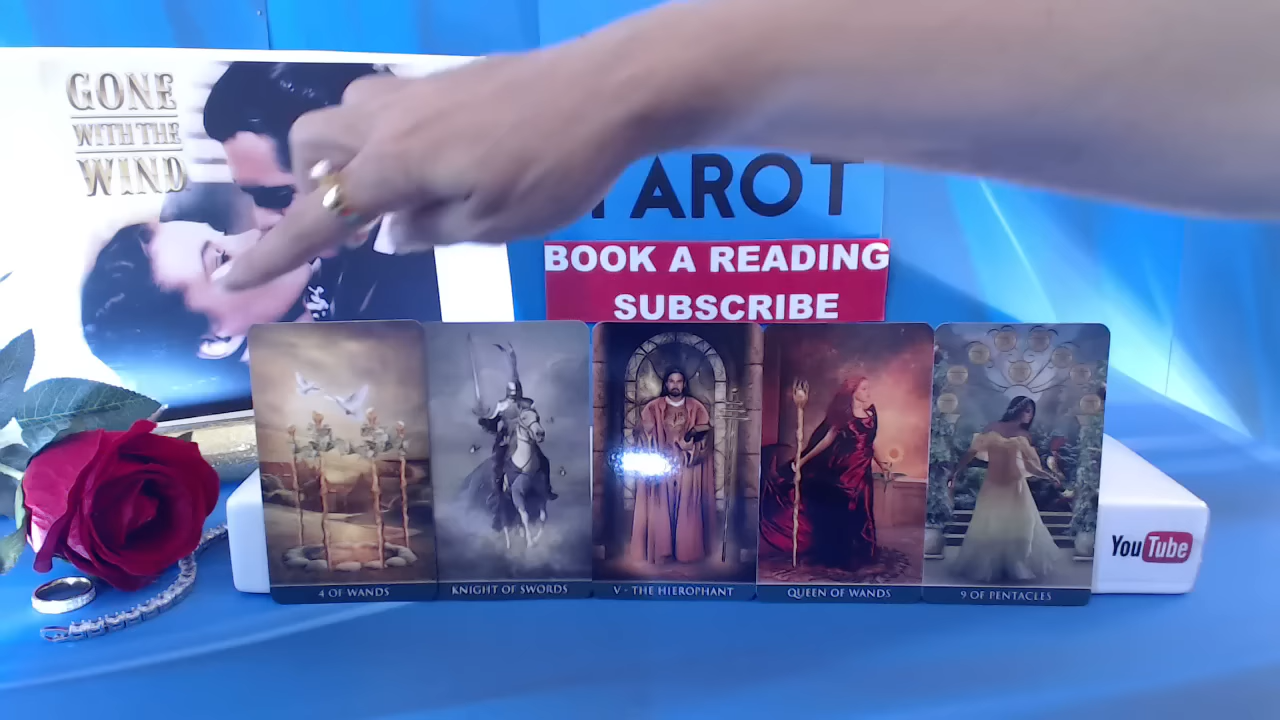 GONE
WITH THE
WIND
TAROT
BOOK A READING
SUBSCRIBE
4 OF WANDS
KNIGHT OF SWORDS
V - THE HIEROPHANT
QUEEN OF WANDS
9 OF PENTACLES
YouTube